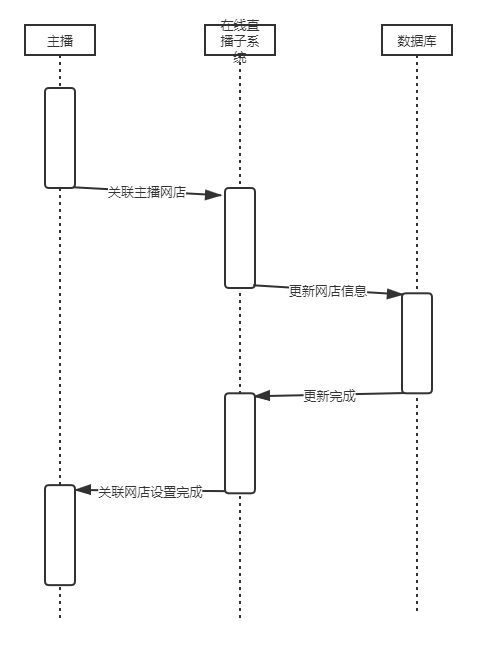 主播
在线直
播子系
统
数据库
关联主播网店
更新网店信息
更新完成
关联网店设置完成